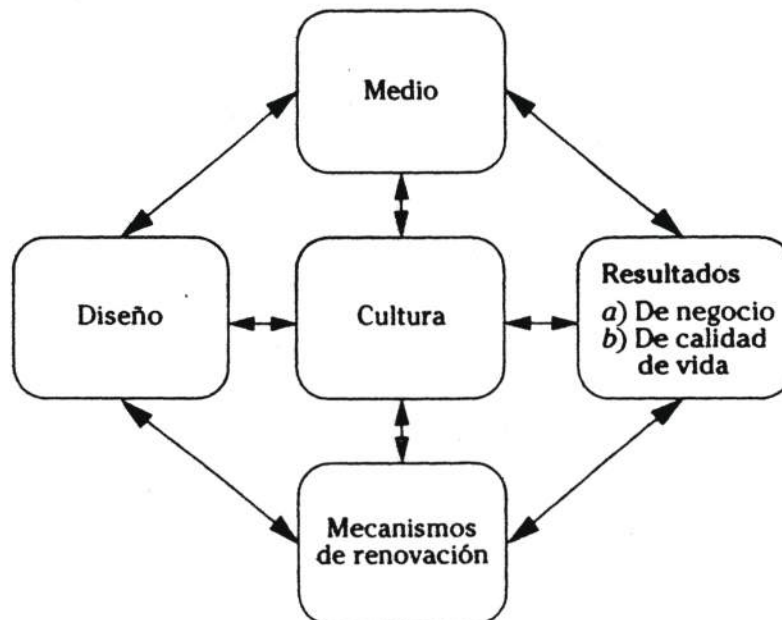 Medio
Diseño
Cultura
Resultados
a) De negocio
b) De calidad
de vida
Mecanismos
de renovación